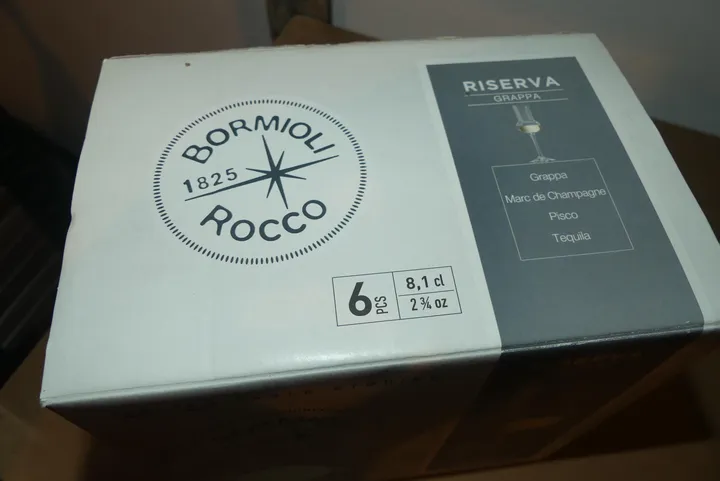 BORMIOLI
1825
ROCCO
6 PCS
8,1 cl
2 ¾ oz
RISERVA
GRAPPA
Grappa
Marc de Champagne
Pisco
Tequila